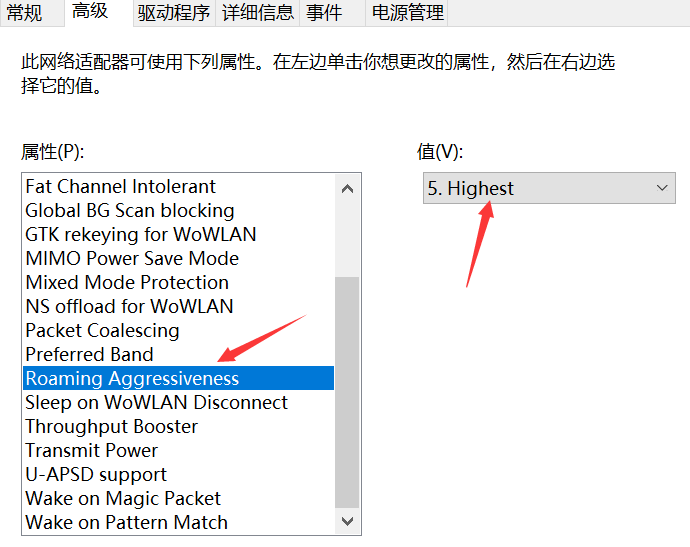 常规 高级 驱动程序 详细信息 事件 电源管理
此网络适配器可使用下列属性。在左边单击你想更改的属性，然后在右边选
择它的值。
属性(P):
值(V):
Fat Channel Intolerant
Global BG Scan blocking
GTK rekeying for WoWLAN
MIMO Power Save Mode
Mixed Mode Protection
NS offload for WoWLAN
Packet Coalescing
Preferred Band
Roaming Aggressiveness
Sleep on WoWLAN Disconnect
Throughput Booster
Transmit Power
U-APSD support
Wake on Magic Packet
Wake on Pattern Match
5. Highest